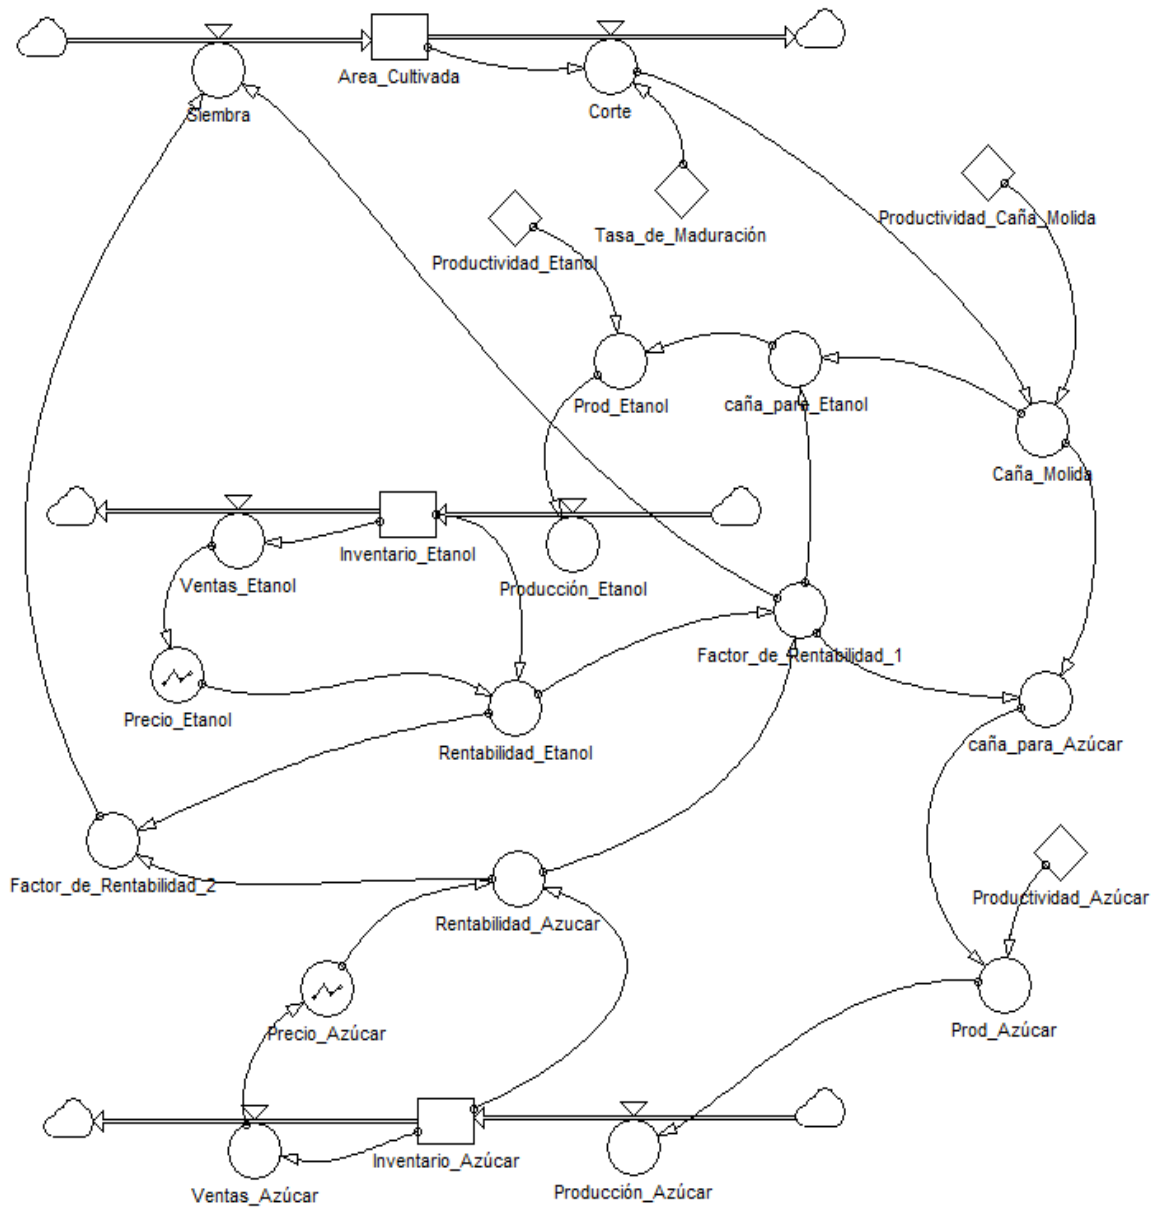 Area_Cultivada
Siembra
Corte
Productividad_Caña_Molida
Tasa_de_Maduración
Productividad_Etanol
Prod_Etanol
caña_para_Etanol
Caña_Molida
Inventario_Etanol
Ventas_Etanol
Producción_Etanol
Factor_de_Rentabilidad_1
Precio_Etanol
Rentabilidad_Etanol
caña_para_Azúcar
Factor_de_Rentabilidad_2
Productividad_Azúcar
Rentabilidad_Azucar
Precio_Azúcar
Prod_Azúcar
Inventario_Azúcar
Ventas_Azúcar
Producción_Azúcar